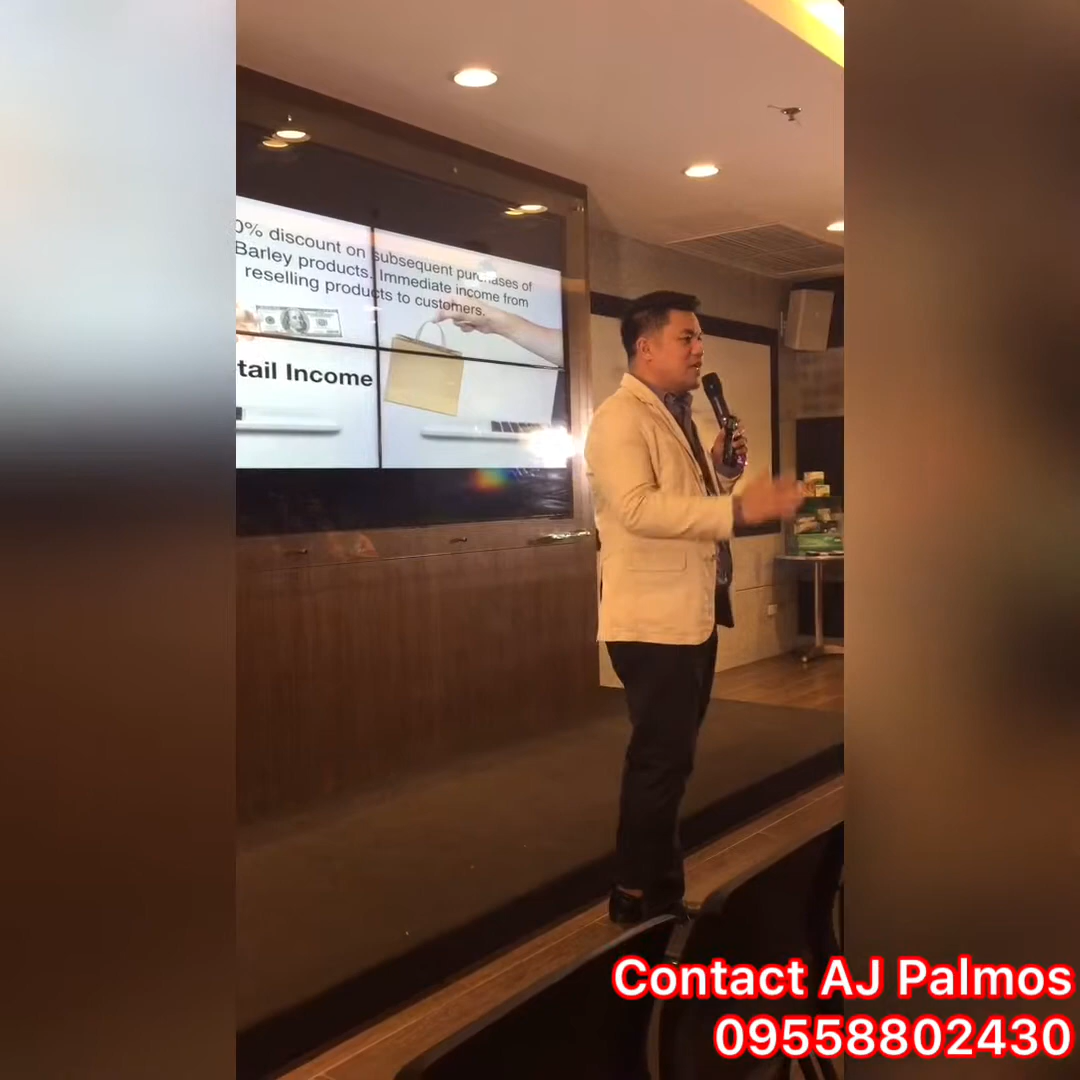 0% discount on subsequent purchases of
Barley products. Immediate income from
reselling products to customers.
tail Income
Contact AJ Palmos
09558802430